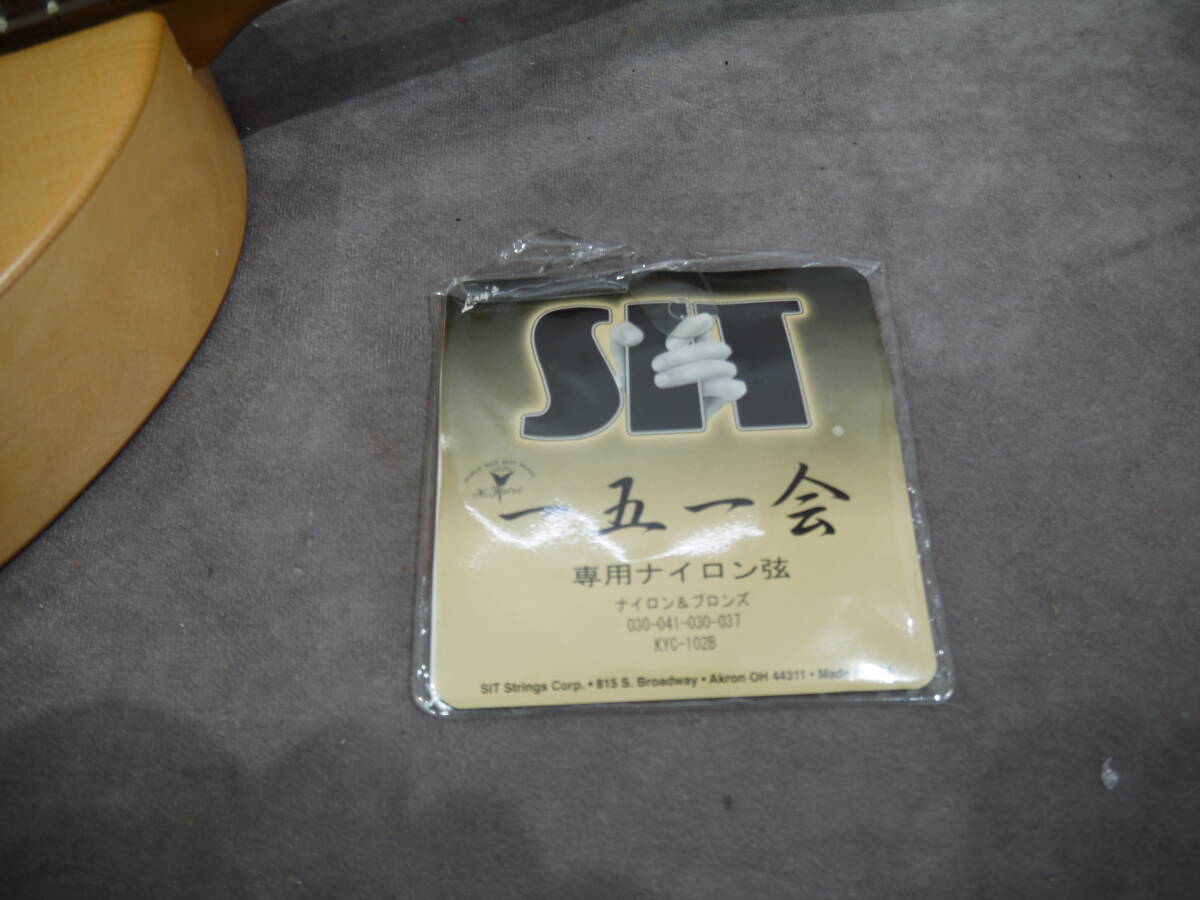 SIT
K.Yairi
一五一会
専用ナイロン弦
ナイロン&ブロンズ
030-041-030-037
KYC-102B
SIT Strings Corp. • 815 S. Broadway • Akron OH 44311 • Made